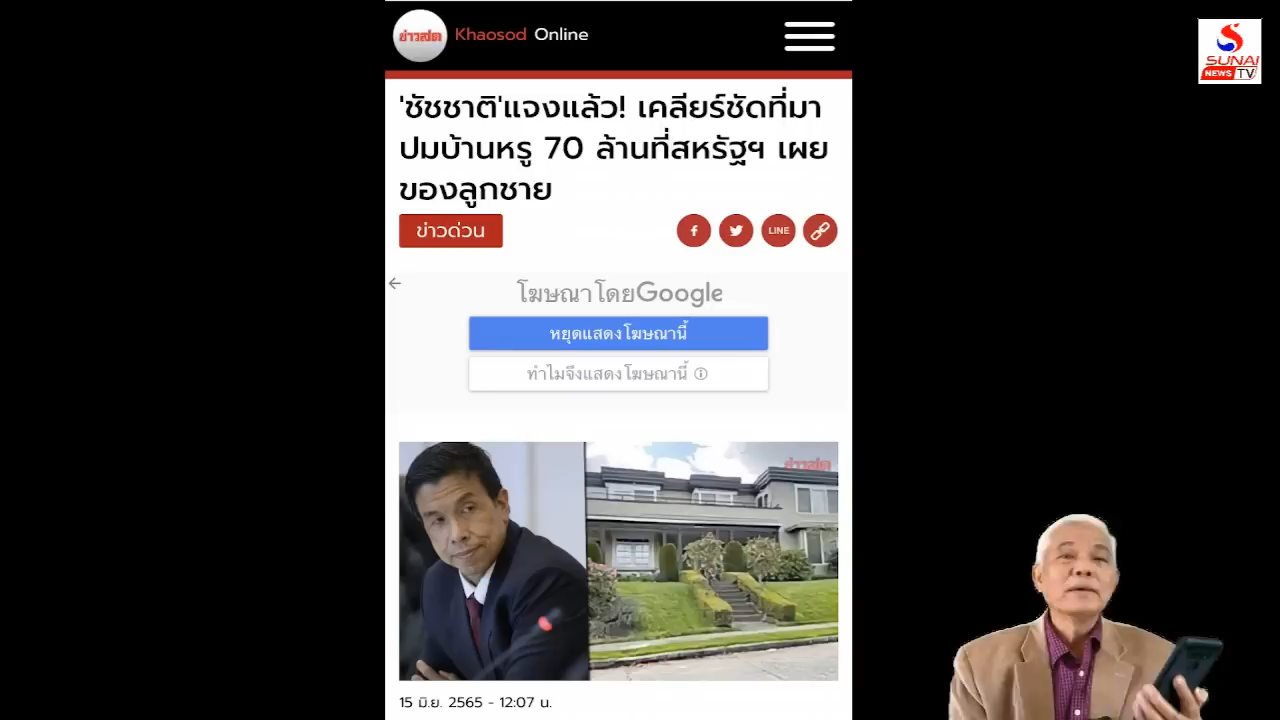 ข่าวสด
Khaosod Online
SUNAI
NEWS TV
'ชัชชาติ'แจงแล้ว! เคลียร์ชัดที่มา
ปมบ้านหรู 70 ล้านที่สหรัฐฯ เผย
ของลูกชาย
ข่าวด่วน
LINE
โฆษณาโดยGoogle
หยุดแสดงโฆษณานี้
ทำไมจึงแสดงโฆษณานี้
ข่าวสด
15 มิ.ย. 2565 - 12:07 น.